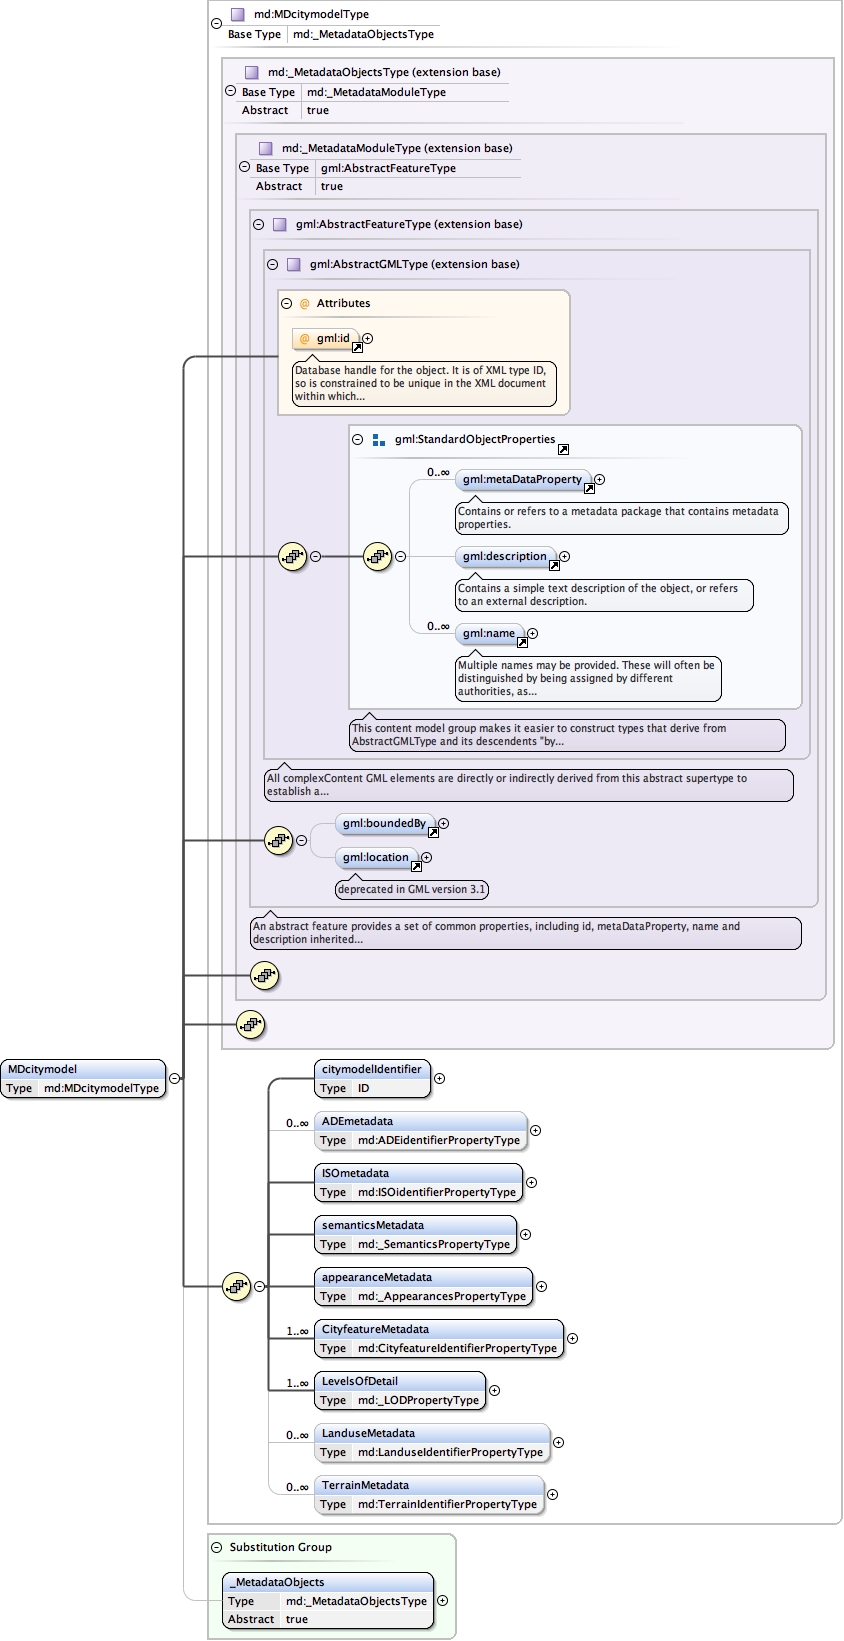 md:MDcitymodelType
Base Type md:_MetadataObjectsType
md:_MetadataObjectsType (extension base)
Base Type md:_MetadataModuleType
Abstract true
md:_MetadataModuleType (extension base)
Base Type gml:AbstractFeatureType
Abstract true
gml:AbstractFeatureType (extension base)
gml:AbstractGMLType (extension base)
@ Attributes
@ gml:id
Database handle for the object. It is of XML type ID,
so is constrained to be unique in the XML document
within which...
gml:StandardObjectProperties
0..∞
gml:metaDataProperty
Contains or refers to a metadata package that contains metadata
properties.
gml:description
Contains a simple text description of the object, or refers
to an external description.
0..∞
gml:name
Multiple names may be provided. These will often be
distinguished by being assigned by different
authorities, as...
This content model group makes it easier to construct types that derive from
AbstractGMLType and its descendents "by...
All complexContent GML elements are directly or indirectly derived from this abstract supertype to
establish a...
gml:boundedBy
gml:location
deprecated in GML version 3.1
An abstract feature provides a set of common properties, including id, metaDataProperty, name and
description inherited...
MDcitymodel
Type md:MDcitymodelType
citymodelIdentifier
Type ID
0..∞
ADEmetadata
Type md:ADEidentifierPropertyType
ISOmetadata
Type md:ISOidentifierPropertyType
semanticsMetadata
Type md:_SemanticsPropertyType
appearanceMetadata
Type md:_AppearancesPropertyType
1..∞
CityfeatureMetadata
Type md:CityfeatureIdentifierPropertyType
1..∞
LevelsOfDetail
Type md:_LODPropertyType
0..∞
LanduseMetadata
Type md:LanduseIdentifierPropertyType
0..∞
TerrainMetadata
Type md:TerrainIdentifierPropertyType
Substitution Group
_MetadataObjects
Type md:_MetadataObjectsType
Abstract true